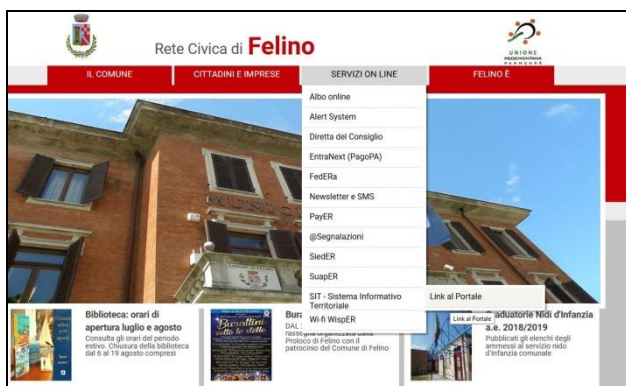 Rete Civica di Felino
UNIONE
PEDEMONTANA
PARMENSE
IL COMUNE
CITTADINI E IMPRESE
SERVIZI ON LINE
FELINO È
Albo online
Alert System
Diretta del Consiglio
EntraNext (PagoPA)
FedERa
Newsletter e SMS
PayER
@Segnalazioni
SiedER
SuapER
SIT - Sistema Informativo
Territoriale
Wi-fi WispER
Link al Portale
Link al Portale
MUNIC
Biblioteca: orari di
apertura luglio e agosto
Consulta gli orari del periodo
estivo. Chiusura della biblioteca
dal 6 al 19 agosto compresi
Burattini
sotto le stelle
Bura
DAL
rassegna organizzata dalla
Proloco di Felino con il
patrocinio del Comune di Felino
Graduatorie Nidi d'Infanzia
a.e. 2018/2019
Pubblicati gli elenchi degli
ammessi al servizio nido
d'Infanzia comunale